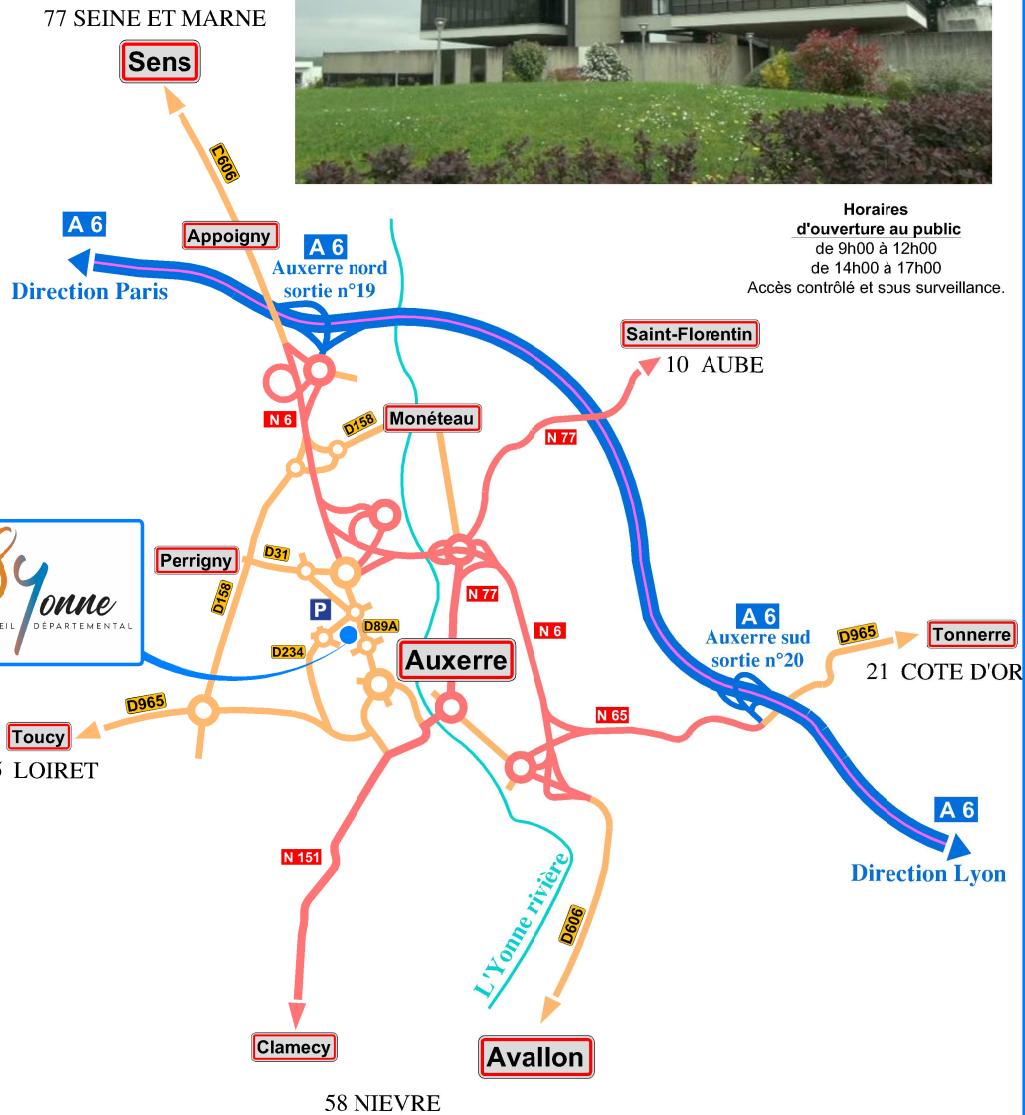 77 SEINE ET MARNE
Sens
D606
Horaires
d'ouverture au public
de 9h00 à 12h00
de 14h00 à 17h00
Accès contrôlé et sous surveillance.
A 6
Direction Paris
Appoigny
A 6
Auxerre nord
sortie n°19
Saint-Florentin
10 AUBE
N 6
D158
Monéteau
N 77
Perrigny
D31
D158
Yonne
DÉPARTEMENTAL
P
D89A
D234
N 77
N 6
Auxerre
A 6
Auxerre sud
sortie n°20
D965
Tonnerre
21 COTE D'OR
D965
Toucy
LOIRET
N 65
A 6
Direction Lyon
N 151
L'Yonne rivière
D606
Clamecy
Avallon
58 NIEVRE